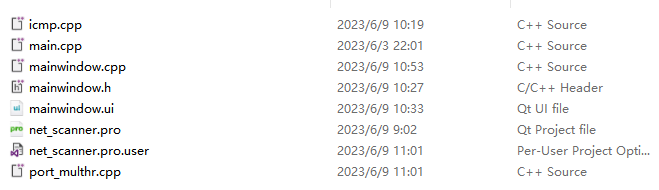 icmp.cpp 2023/6/9 10:19 C++ Source
main.cpp 2023/6/3 22:01 C++ Source
mainwindow.cpp 2023/6/9 10:53 C++ Source
mainwindow.h 2023/6/9 10:27 C/C++ Header
mainwindow.ui 2023/6/9 10:33 Qt UI file
net_scanner.pro 2023/6/9 9:02 Qt Project file
net_scanner.pro.user 2023/6/9 11:01 Per-User Project Opti...
port_multhr.cpp 2023/6/9 11:01 C++ Source